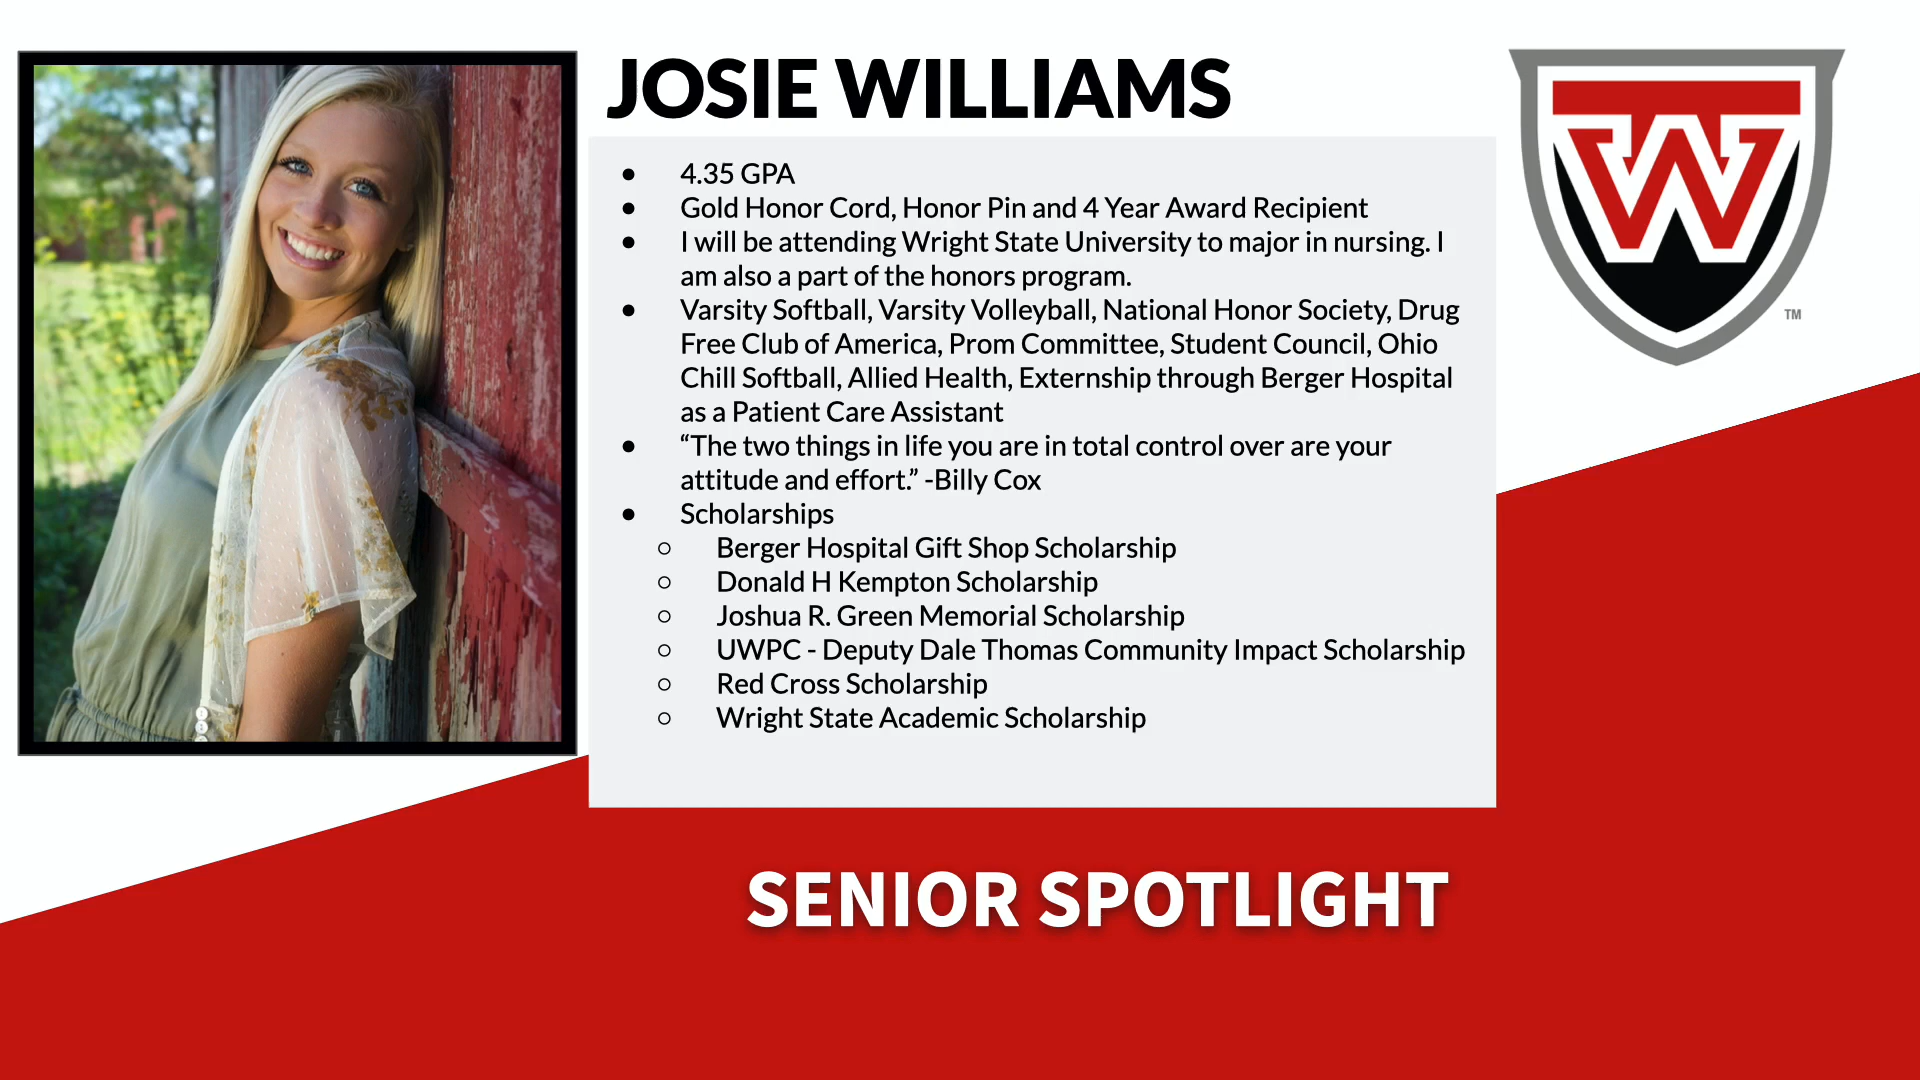 JOSIE WILLIAMS
W
TM
● 4.35 GPA
● Gold Honor Cord, Honor Pin and 4 Year Award Recipient
● I will be attending Wright State University to major in nursing. I
am also a part of the honors program.
● Varsity Softball, Varsity Volleyball, National Honor Society, Drug
Free Club of America, Prom Committee, Student Council, Ohio
Chill Softball, Allied Health, Externship through Berger Hospital
as a Patient Care Assistant
● “The two things in life you are in total control over are your
attitude and effort.” -Billy Cox
● Scholarships
○ Berger Hospital Gift Shop Scholarship
○ Donald H Kempton Scholarship
○ Joshua R. Green Memorial Scholarship
○ UWPC - Deputy Dale Thomas Community Impact Scholarship
○ Red Cross Scholarship
○ Wright State Academic Scholarship
SENIOR SPOTLIGHT